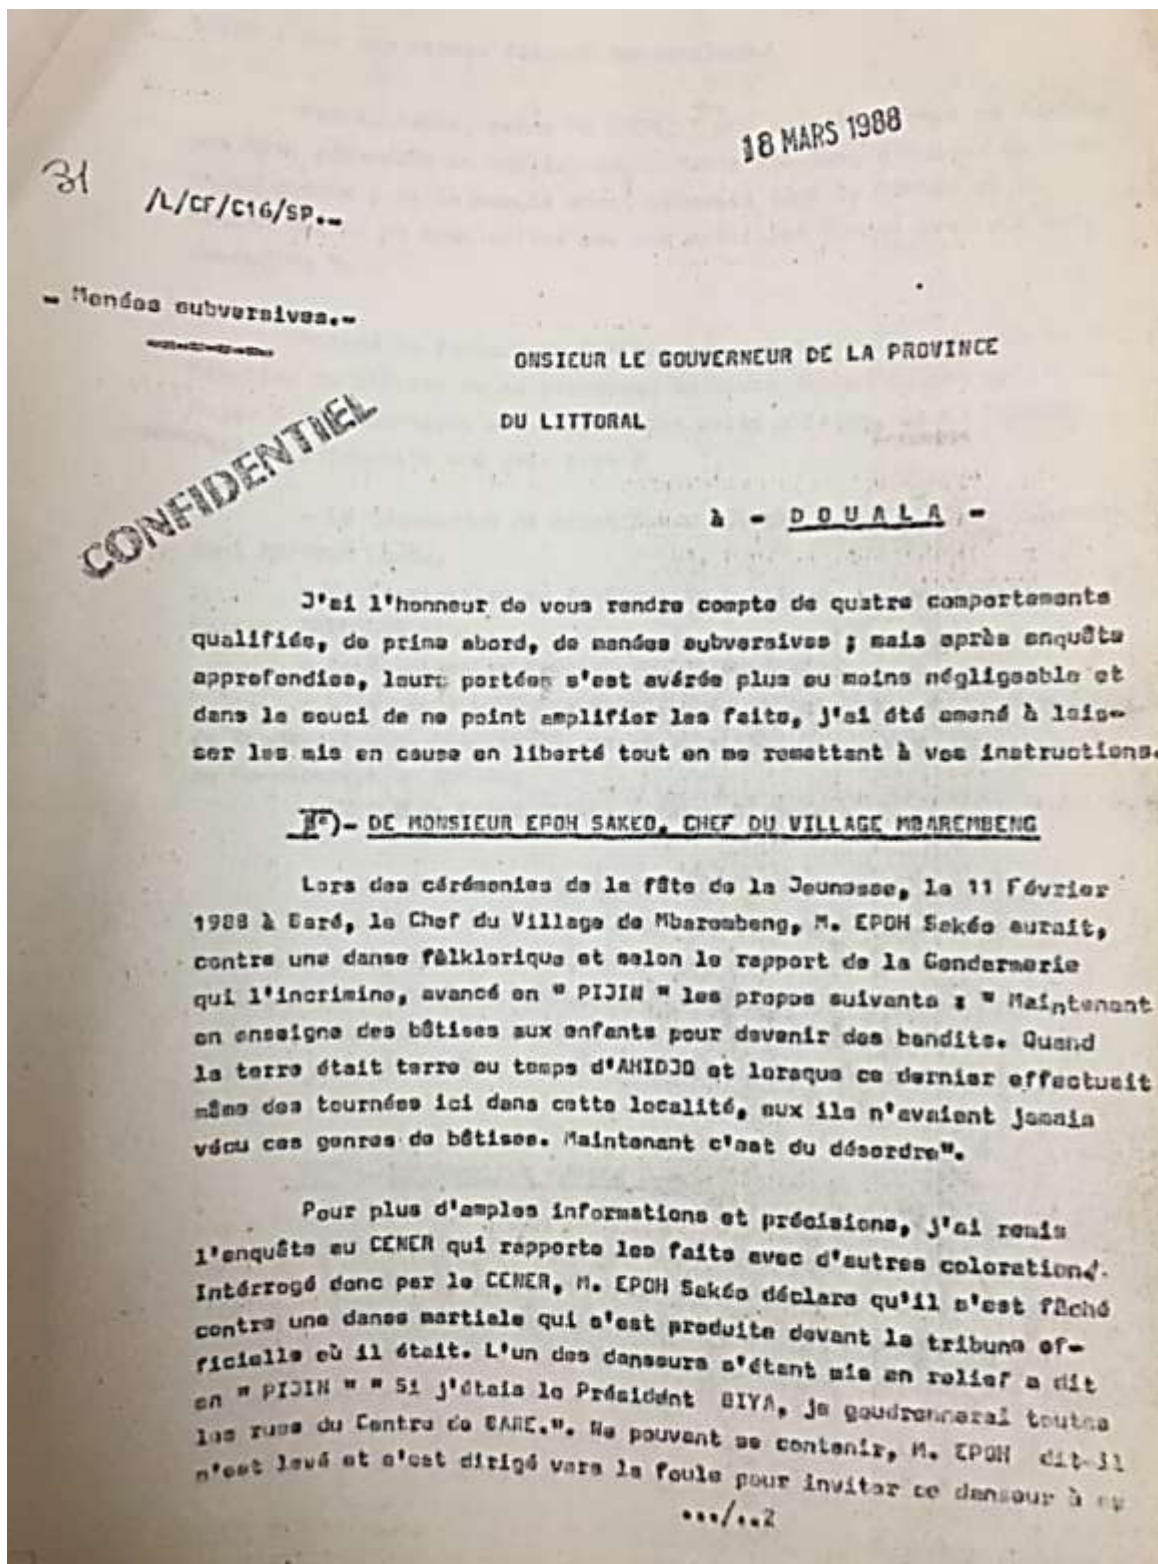 18 MARS 1988
31 /L/CF/C16/SP.-
- Menées subversives.-
ONSIEUR LE GOUVERNEUR DE LA PROVINCE
DU LITTORAL
CONFIDENTIEL
à - DOUALA -
J'ai l'honneur de vous rendre compte de quatre comportements
qualifiés, de prime abord, de menées subversives ; mais après enquête
approfondies, leurs portées s'est avérée plus ou moins négligeable et
dans le souci de ne point amplifier les faits, j'ai été amené à lais-
ser les mis en cause en liberté tout en me remettant à vos instructions.
)- DE MONSIEUR EPOH SAKEO, CHEF DU VILLAGE MBAREMBENG
Lors des cérémonies de la fête de la Jeunesse, le 11 Février
1988 à Baré, le Chef du Village de Mbarembeng, M. EPOH Sakéo aurait,
contre une danse fèlklorique et selon le rapport de la Gendarmerie
qui l'incrimine, avancé en " PIJIN " les propos suivants : " Maintenant
on enseigne des bêtises aux enfants pour devenir des bandits. Quand
la terre était terre au temps d'AHIDJO et lorsque ce dernier effectuait
même des tournées ici dans cette localité, eux ils n'avaient jamais
vécu ces genres de bêtises. Maintenant c'est du désordre".
Pour plus d'amples informations et précisions, j'ai remis
l'enquête au CENER qui rapporte les faits avec d'autres coloration.
Intérrogé donc par le CENER, M. EPOH Sakéo déclare qu'il s'est fâché
contre une danse martiale qui s'est produite devant la tribune of-
ficielle où il était. L'un des danseurs s'étant mis en relief a dit
en " PIJIN " " Si j'étais le Président BIYA, je goudronnerai toutes
les rues du Centre de BARE.". Ne pouvant se contenir, M. EPOH dit-il
s'est levé et s'est dirigé vers la foule pour inviter ce danseur à
.../..2